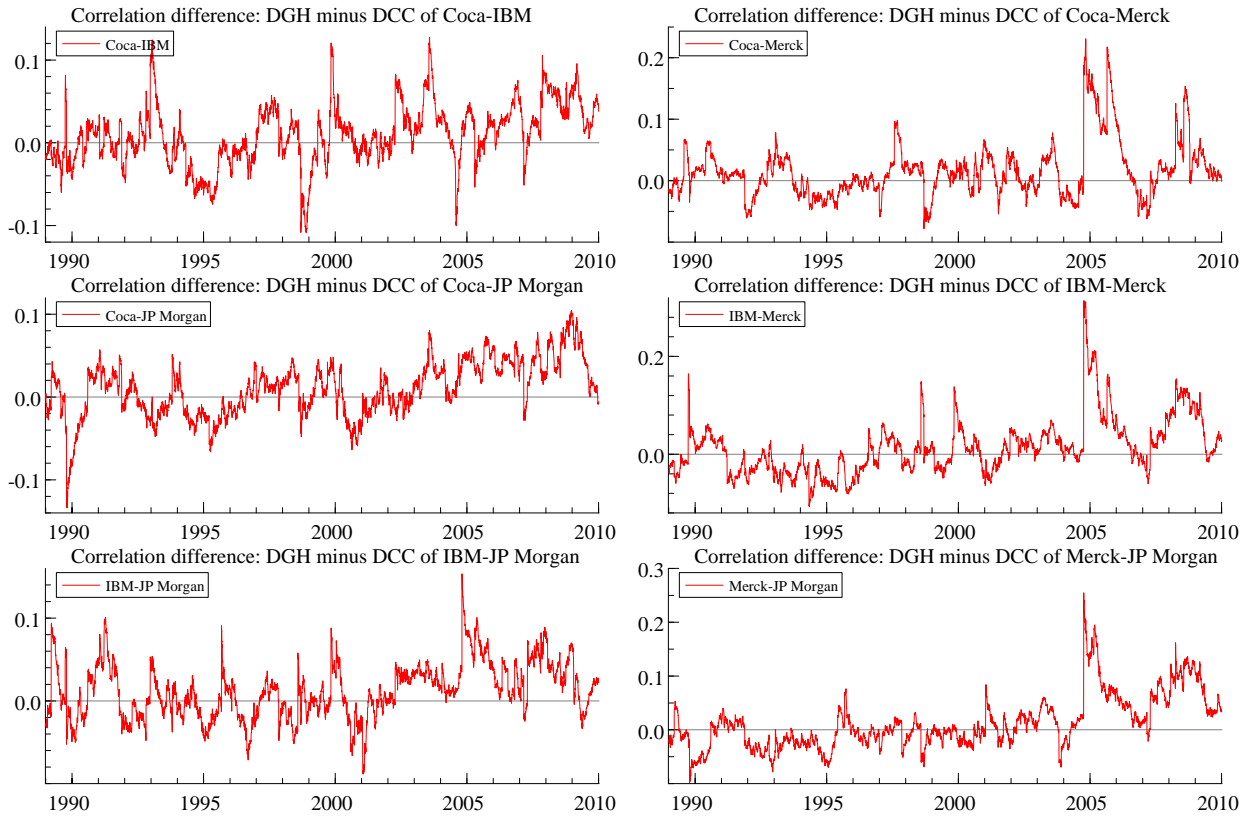 Correlation difference: DGH minus DCC of Coca-IBM
Coca-IBM
0.1
0.0
-0.1
1990 1995 2000 2005 2010
Correlation difference: DGH minus DCC of Coca-Merck
Coca-Merck
0.2
0.1
0.0
1990 1995 2000 2005 2010
Correlation difference: DGH minus DCC of Coca-JP Morgan
Coca-JP Morgan
0.1
0.0
-0.1
1990 1995 2000 2005 2010
Correlation difference: DGH minus DCC of IBM-Merck
IBM-Merck
0.2
0.0
1990 1995 2000 2005 2010
Correlation difference: DGH minus DCC of IBM-JP Morgan
IBM-JP Morgan
0.1
0.0
1990 1995 2000 2005 2010
Correlation difference: DGH minus DCC of Merck-JP Morgan
Merck-JP Morgan
0.3
0.2
0.1
0.0
1990 1995 2000 2005 2010